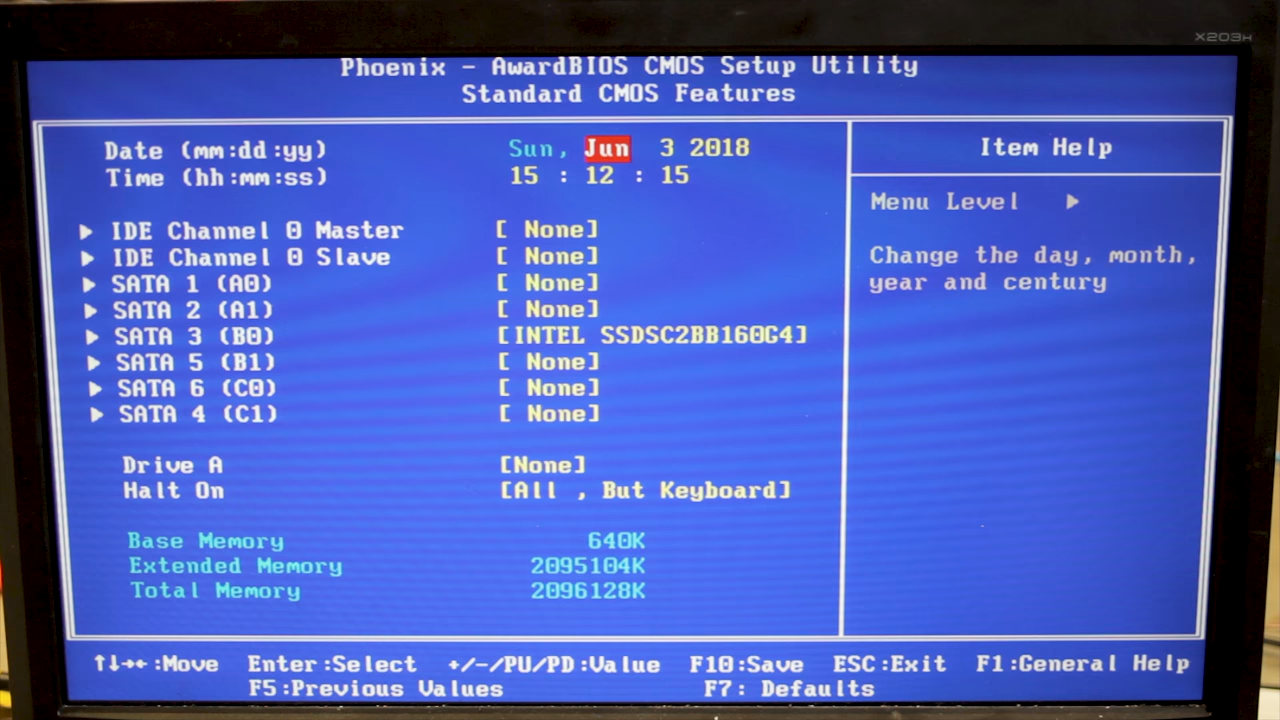 X203H
Phoenix - AwardBIOS CMOS Setup Utility
Standard CMOS Features
Date (mm:dd:yy) Sun, Jun 3 2018
Time (hh:mm:ss) 15 : 12 : 15
IDE Channel 0 Master [ None]
IDE Channel 0 Slave [ None]
SATA 1 (A0) [ None]
SATA 2 (A1) [ None]
SATA 3 (B0) [INTEL SSDSC2BB160G4]
SATA 5 (B1) [ None]
SATA 6 (C0) [ None]
SATA 4 (C1) [ None]
Drive A [None]
Halt On [All , But Keyboard]
Base Memory 640K
Extended Memory 2095104K
Total Memory 2096128K
Item Help
Menu Level ▶
Change the day, month,
year and century
↑↓→←:Move Enter:Select +/-/PU/PD:Value F10:Save ESC:Exit F1:General Help
F5:Previous Values F7: Defaults